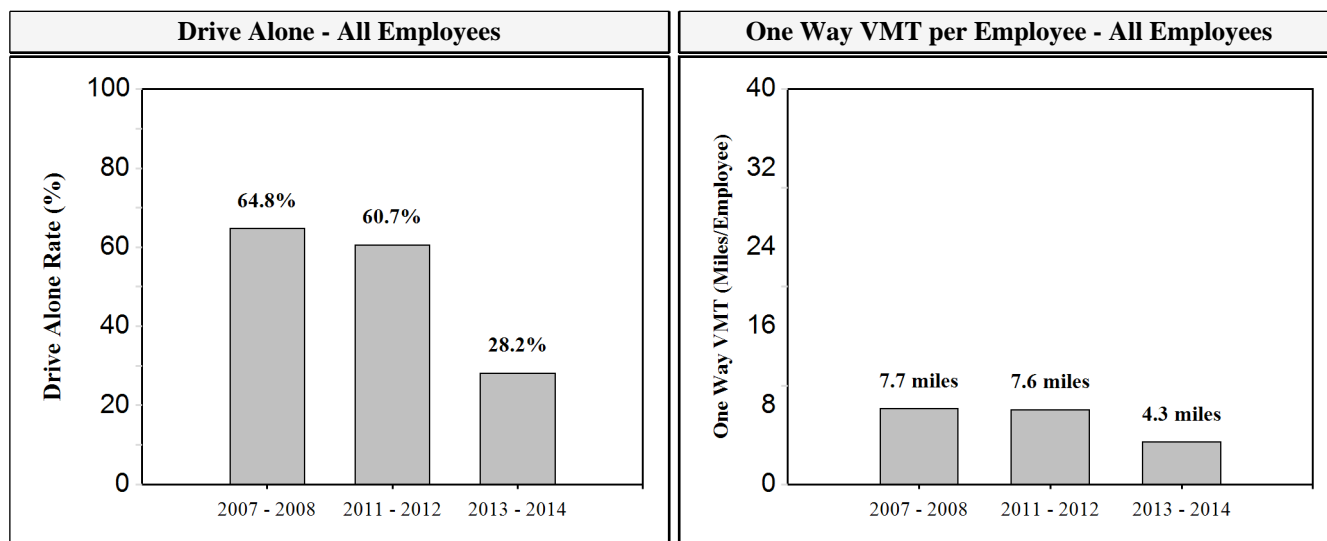 Drive Alone - All Employees
Drive Alone Rate (%)
100
80
60
40
20
0
64.8%
60.7%
28.2%
2007 - 2008
2011 - 2012
2013 - 2014
One Way VMT per Employee - All Employees
One Way VMT (Miles/Employee)
40
32
24
16
8
0
7.7 miles
7.6 miles
4.3 miles
2007 - 2008
2011 - 2012
2013 - 2014